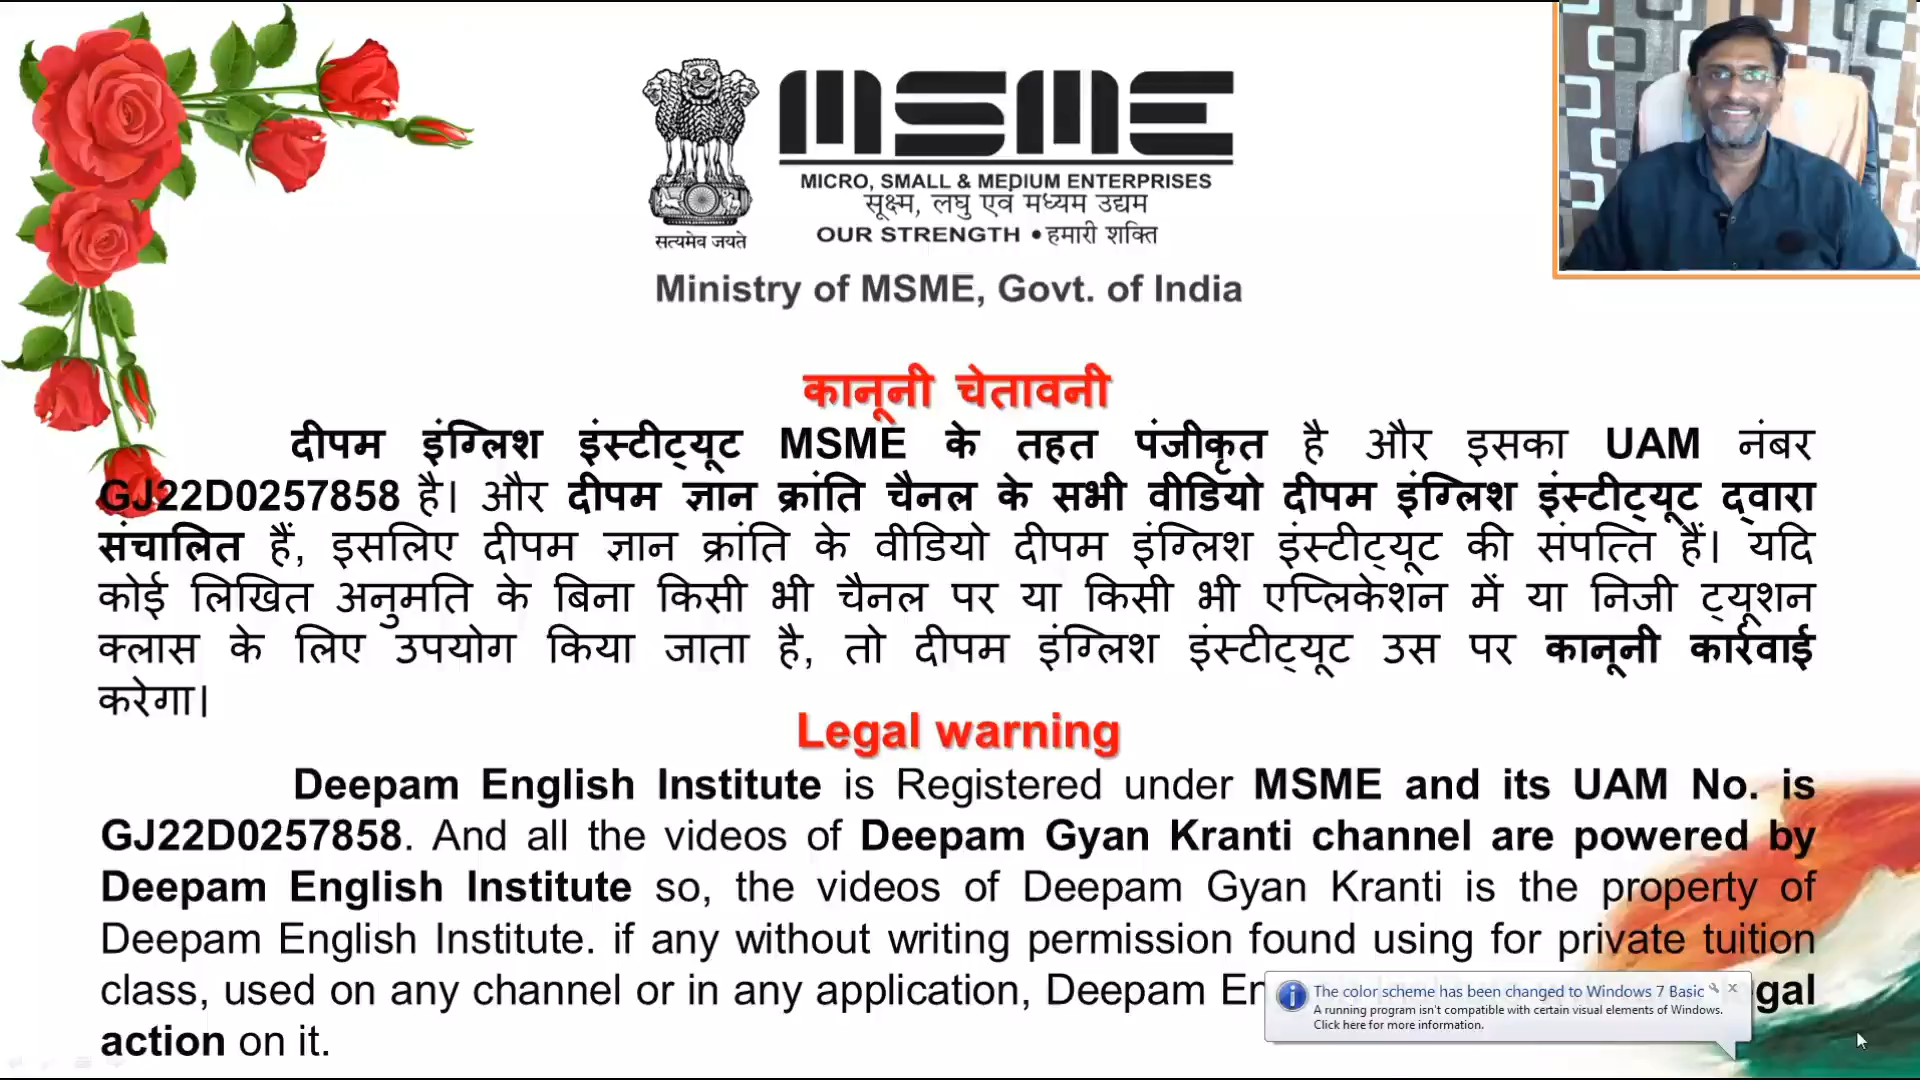 MSME
MICRO, SMALL & MEDIUM ENTERPRISES
सूक्ष्म, लघु एवं मध्यम उद्यम
OUR STRENGTH • हमारी शक्ति
सत्यमेव जयते
Ministry of MSME, Govt. of India
कानूनी चेतावनी
दीपम इंग्लिश इंस्टीट्यूट MSME के तहत पंजीकृत है और इसका UAM नंबर
GJ22D0257858 है। और दीपम ज्ञान क्रांति चैनल के सभी वीडियो दीपम इंग्लिश इंस्टीट्यूट द्वारा
संचालित हैं, इसलिए दीपम ज्ञान क्रांति के वीडियो दीपम इंग्लिश इंस्टीट्यूट की संपत्ति हैं। यदि
कोई लिखित अनुमति के बिना किसी भी चैनल पर या किसी भी एप्लिकेशन में या निजी ट्यूशन
क्लास के लिए उपयोग किया जाता है, तो दीपम इंग्लिश इंस्टीट्यूट उस पर कानूनी कार्रवाई
करेगा।
Legal warning
Deepam English Institute is Registered under MSME and its UAM No. is
GJ22D0257858. And all the videos of Deepam Gyan Kranti channel are powered by
Deepam English Institute so, the videos of Deepam Gyan Kranti is the property of
Deepam English Institute. if any without writing permission found using for private tuition
class, used on any channel or in any application, Deepam En gal
action on it.
The color scheme has been changed to Windows 7 Basic
A running program isn't compatible with certain visual elements of Windows.
Click here for more information.